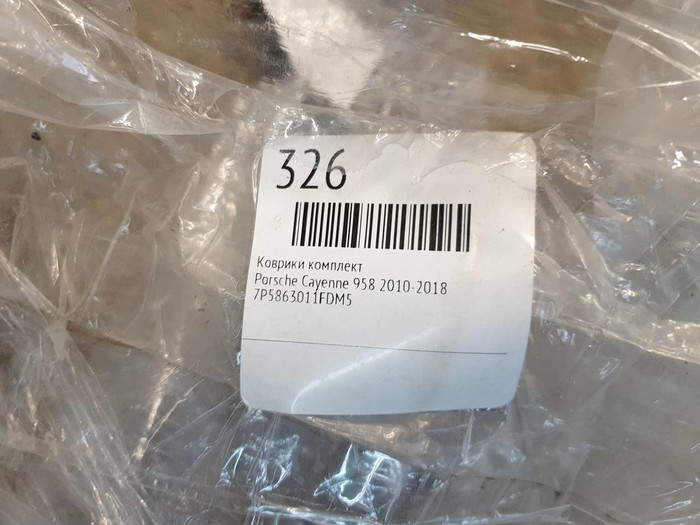 326
Коврики комплект
Porsche Cayenne 958 2010-2018
7P5863011FDM5